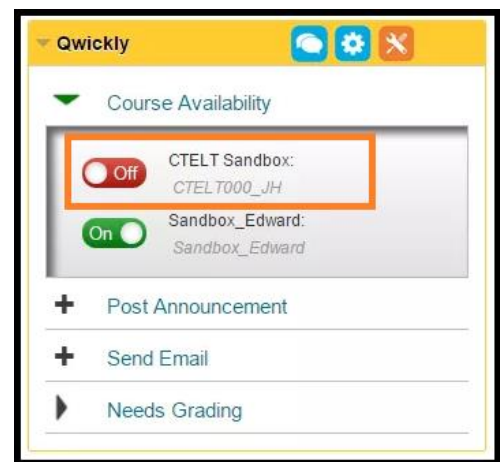 Qwickly
Course Availability
Off
CTELT Sandbox:
CTELT000_JH
On
Sandbox_Edward:
Sandbox_Edward
Post Announcement
Send Email
Needs Grading